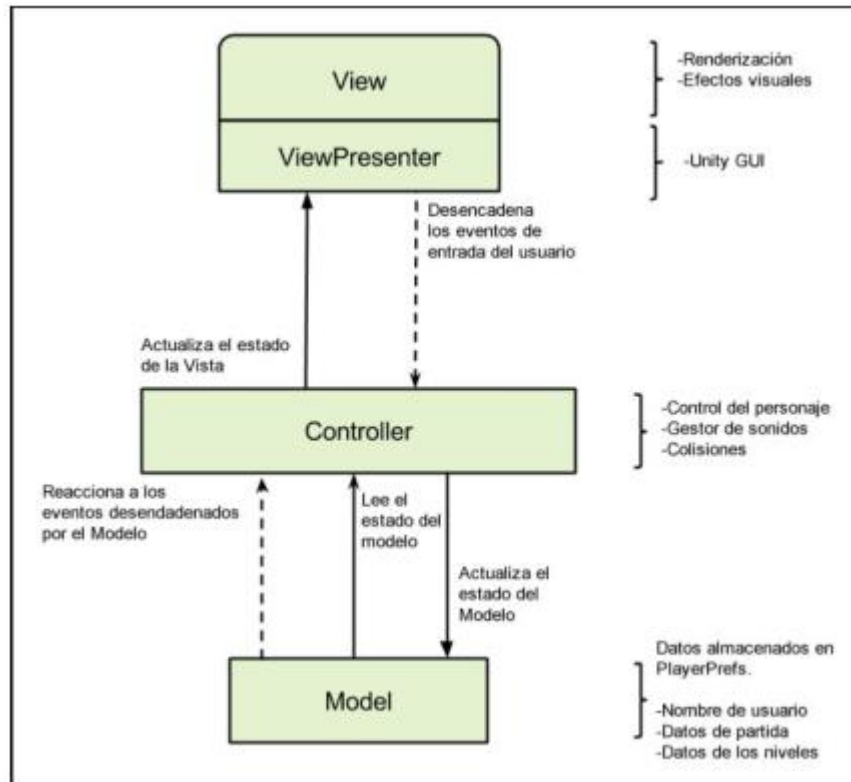 View
-Renderización
-Efectos visuales
ViewPresenter
-Unity GUI
Desencadena
los eventos de
entrada del usuario
Actualiza el estado
de la Vista
Controller
-Control del personaje
-Gestor de sonidos
-Colisiones
Reacciona a los
eventos desendadenados
por el Modelo
Lee el
estado del
modelo
Actualiza el
estado del
Modelo
Model
Datos almacenados en
PlayerPrefs.
-Nombre de usuario
-Datos de partida
-Datos de los niveles